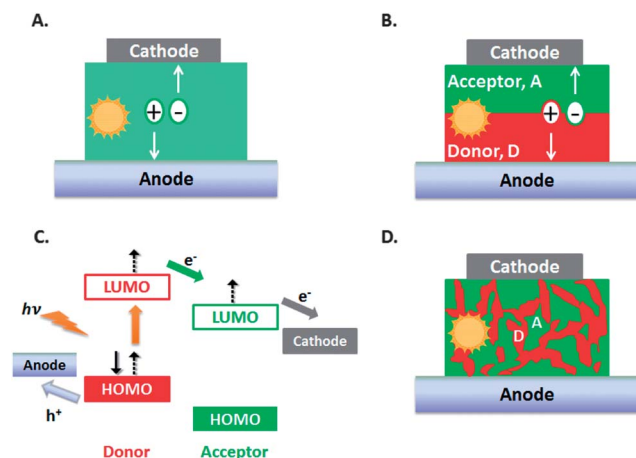 A.
Cathode
+ -
Anode
B.
Cathode
Acceptor, A
+ -
Donor, D
Anode
C.
LUMO
e-
hν
LUMO
e-
Cathode
Anode
HOMO
h+
HOMO
Donor
Acceptor
D.
Cathode
A
D
Anode